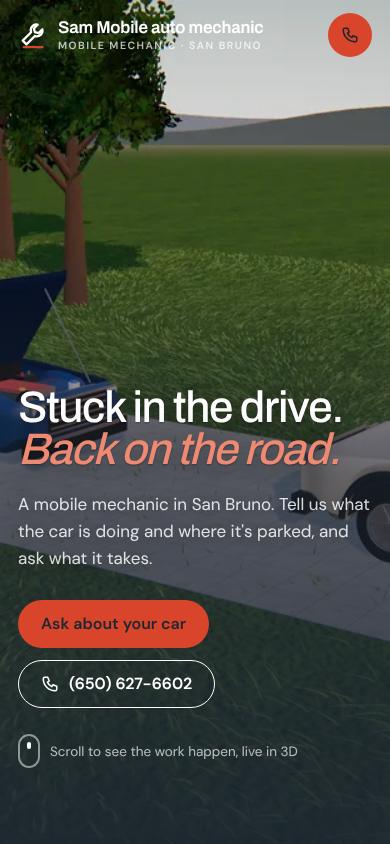 Sam Mobile auto mechanic
MOBILE MECHANIC · SAN BRUNO
Stuck in the drive.
Back on the road.
A mobile mechanic in San Bruno. Tell us what
the car is doing and where it's parked, and
ask what it takes.
Ask about your car
(650) 627-6602
Scroll to see the work happen, live in 3D